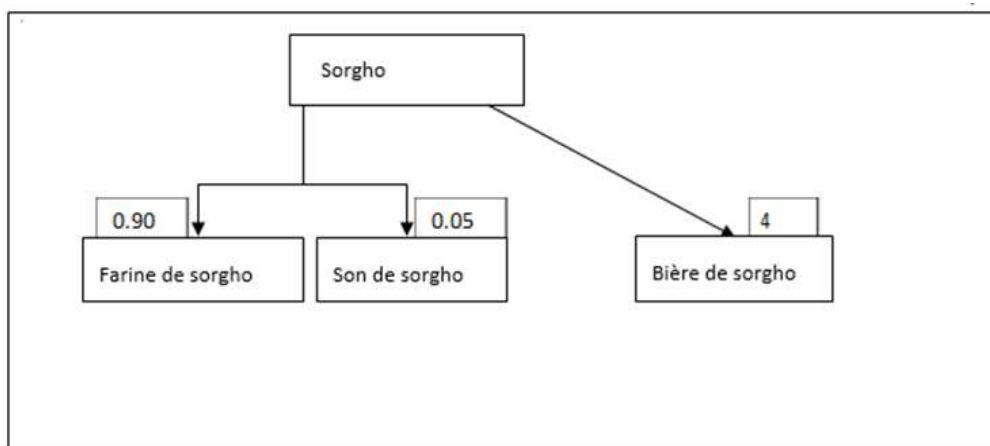 Sorgho
0.90
0.05
4
Farine de sorgho
Son de sorgho
Bière de sorgho